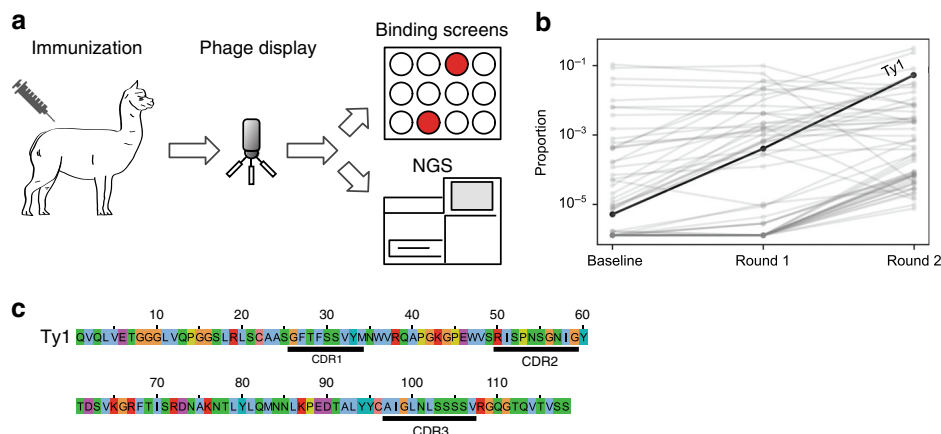 a
Immunization
Phage display
Binding screens
NGS
b
Proportion
10−1
10−3
10−5
Ty1
Baseline
Round 1
Round 2
c
10 20 30 40 50 60
Ty1 QVQLVETGGGLVQPGGSLRLSCAASGFTFSSVYMNWVRQAPGKGPEWVSRISPNSGNIGY
CDR1 CDR2
70 80 90 100 110
TDSVKGRFTISRDNAKNTLYLQMNNLKPEDTALYYCAIGLNLSSSSVRGQGTQVTVSS
CDR3